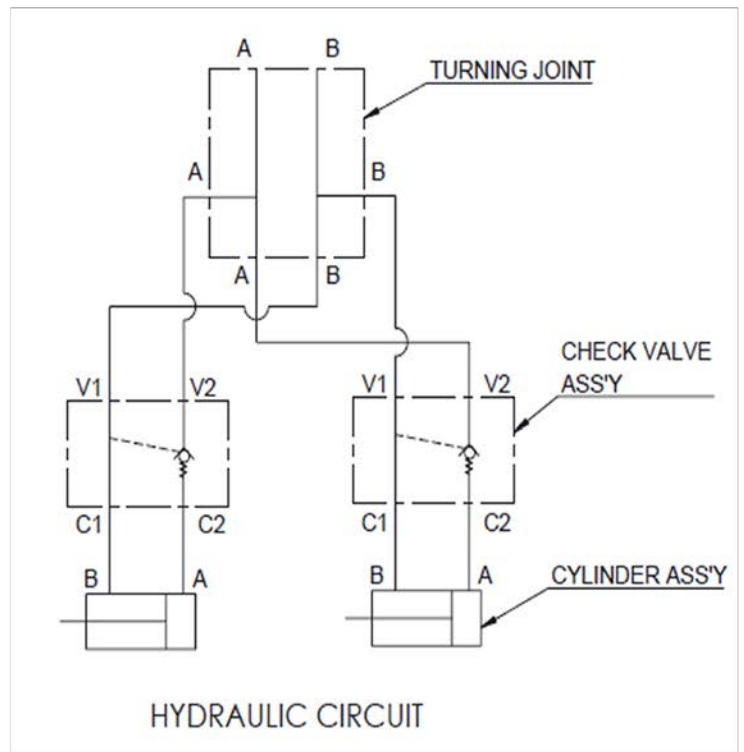 A B
TURNING JOINT
A B
A B
CHECK VALVE
ASS'Y
V1 V2 V1 V2
C1 C2 C1 C2
B A B A
CYLINDER ASS'Y
HYDRAULIC CIRCUIT